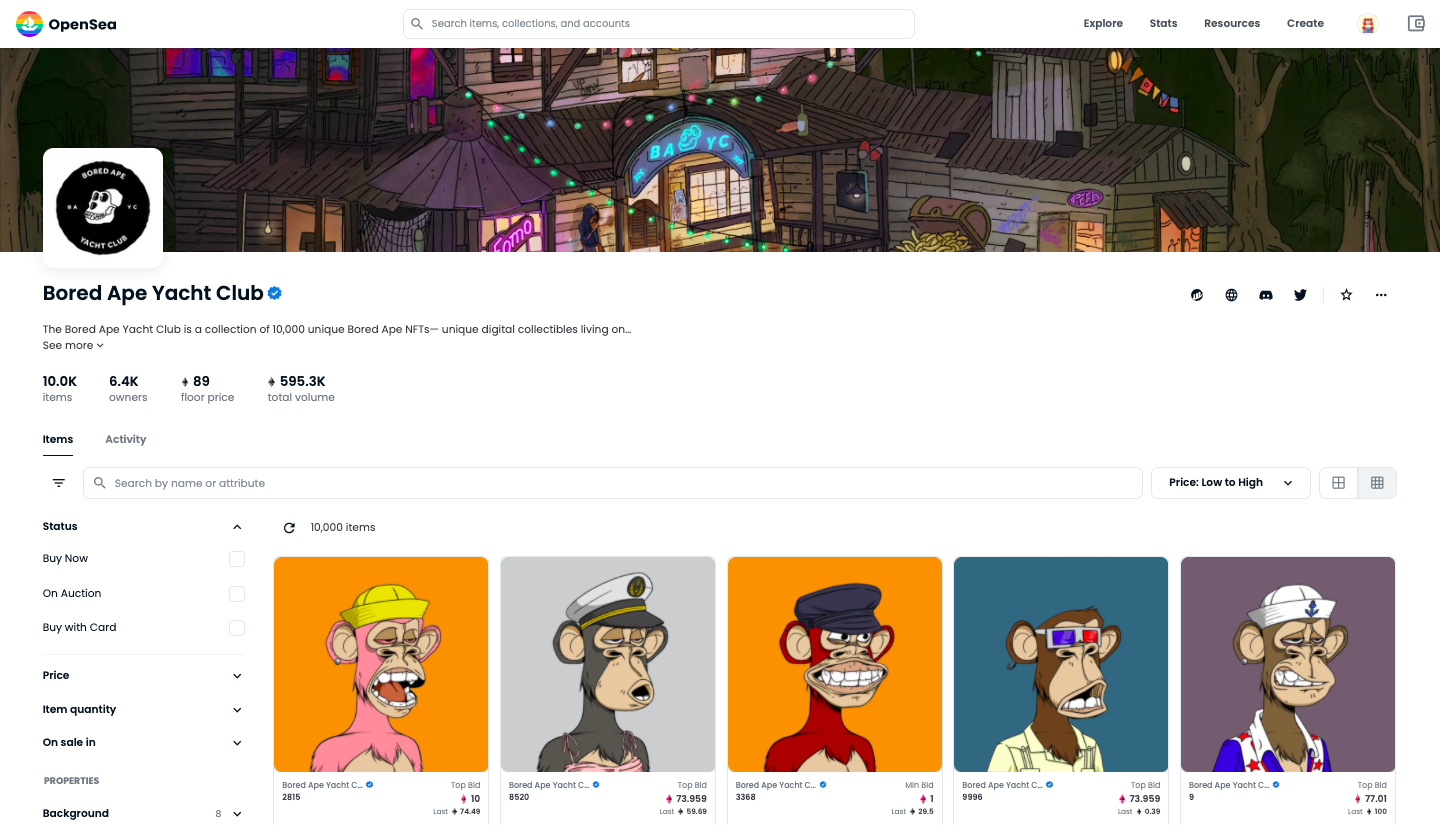 OpenSea
Search items, collections, and accounts
Explore
Stats
Resources
Create
BA YC
Fomo
BORED APE
BA YC
YACHT CLUB
Bored Ape Yacht Club
The Bored Ape Yacht Club is a collection of 10,000 unique Bored Ape NFTs— unique digital collectibles living on…
See more
10.0K 6.4K 89 595.3K
items owners floor price total volume
Items Activity
Search by name or attribute
Price: Low to High
Status
10,000 items
Buy Now
On Auction
Buy with Card
Price
Item quantity
On sale in
PROPERTIES
Background 8
Bored Ape Yacht C... Top Bid
2815 10
Last 74.49
Bored Ape Yacht C... Top Bid
8520 73.959
Last 59.69
Bored Ape Yacht C... Min Bid
3368 1
Last 29.5
Bored Ape Yacht C... Top Bid
9996 73.959
Last 0.39
Bored Ape Yacht C... Top Bid
9 77.01
Last 100